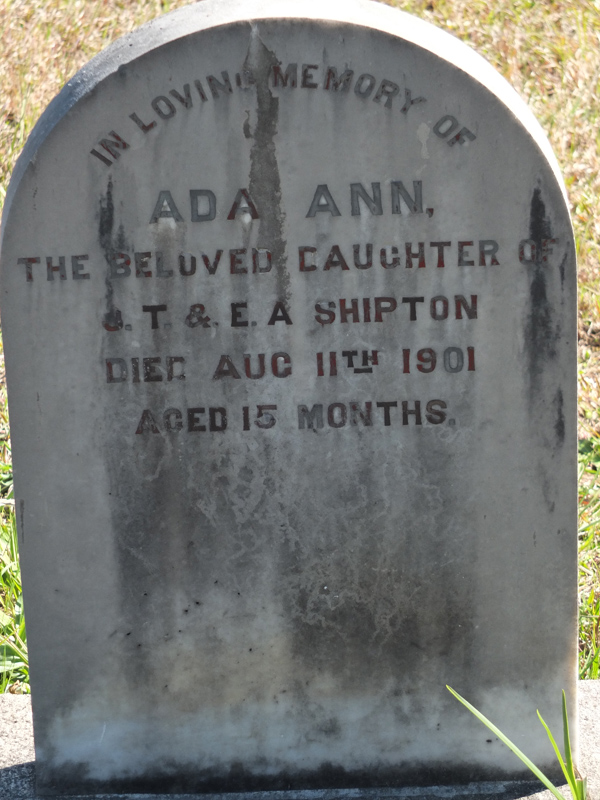 IN LOVING MEMORY OF
ADA ANN,
THE BELOVED DAUGHTER OF
J. T. & E. A SHIPTON
DIED AUG 11TH 1901
AGED 15 MONTHS.